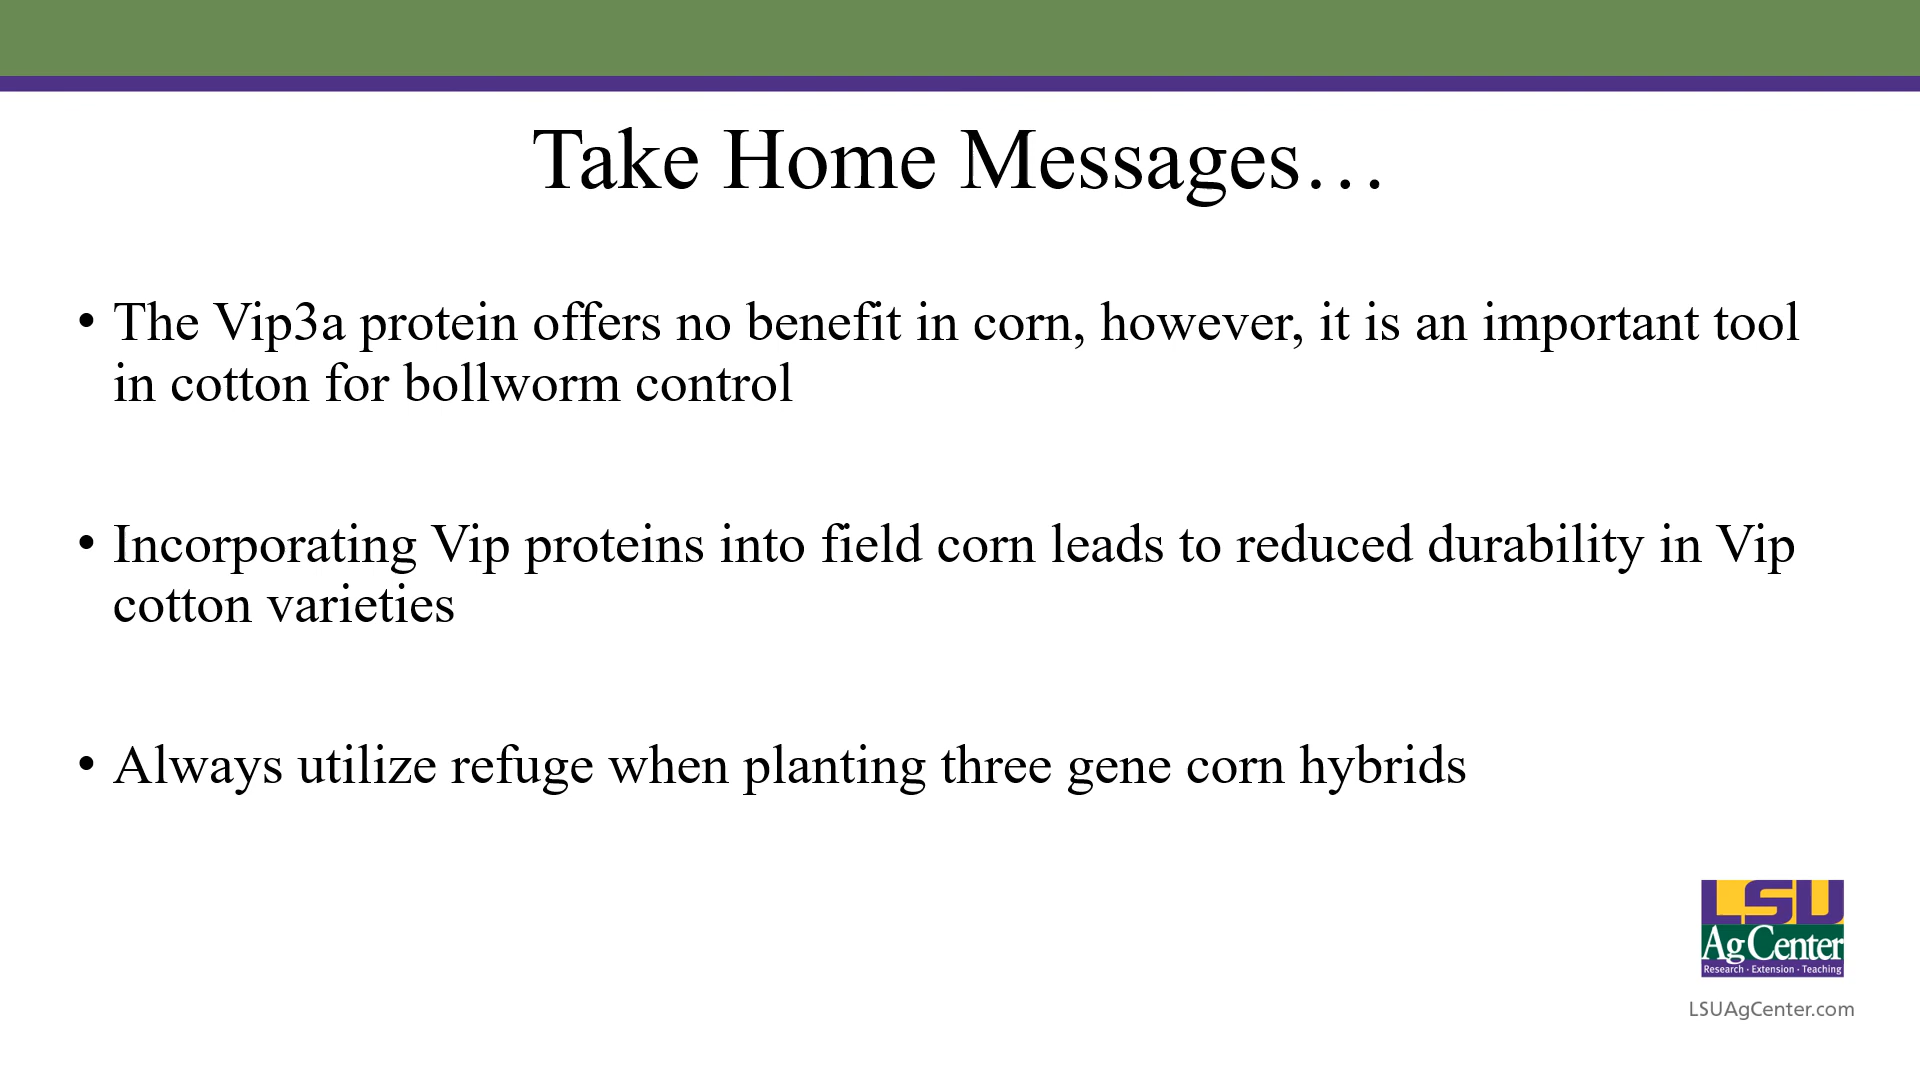 Take Home Messages…
• The Vip3a protein offers no benefit in corn, however, it is an important tool
in cotton for bollworm control
• Incorporating Vip proteins into field corn leads to reduced durability in Vip
cotton varieties
• Always utilize refuge when planting three gene corn hybrids
LSU
Ag Center
Research · Extension · Teaching
LSUAgCenter.com